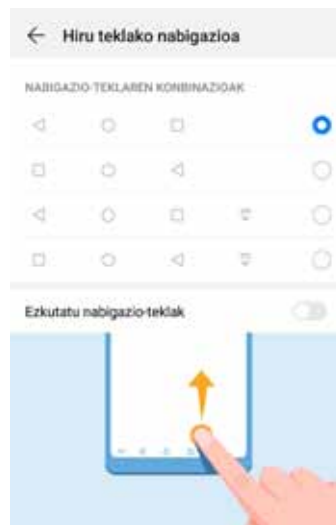 Hiru teklako nabigazioa
NABIGAZIO-TEKLAREN KONBINAZIOAK
Ezkutatu nabigazio-teklak